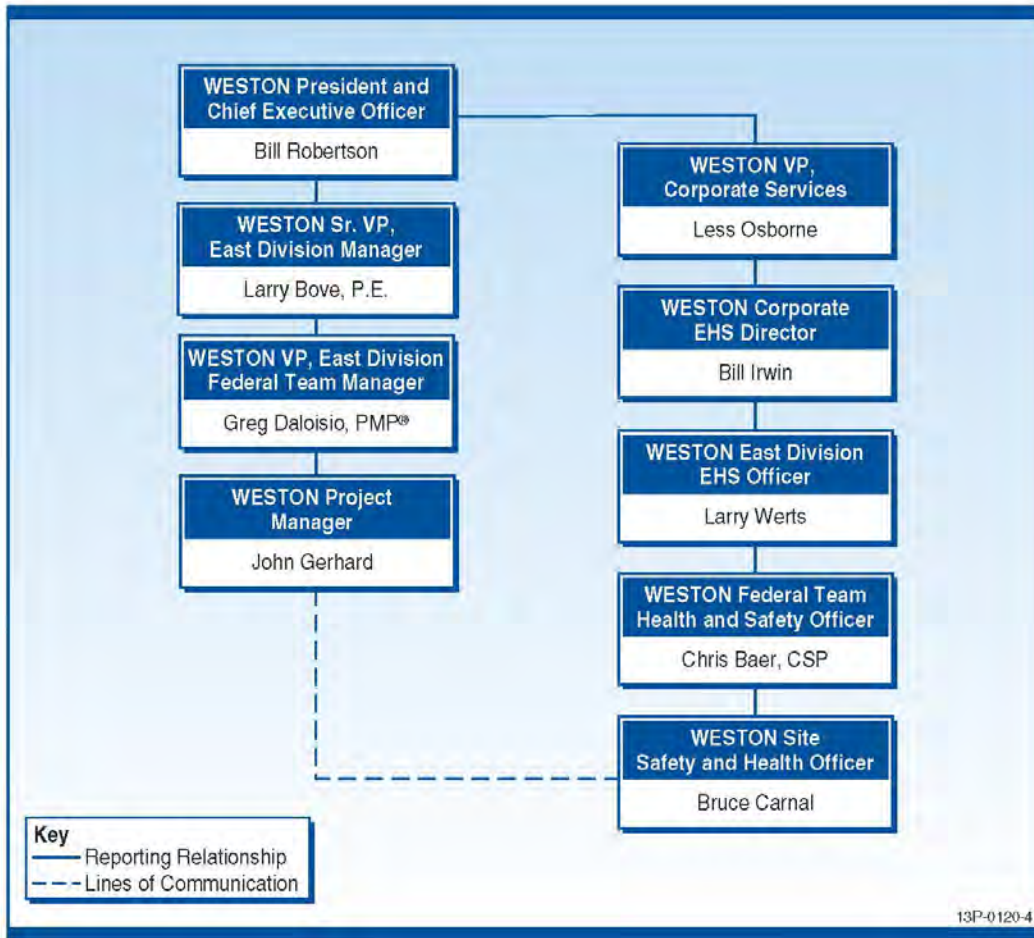 WESTON President and
Chief Executive Officer
Bill Robertson
WESTON Sr. VP,
East Division Manager
Larry Bove, P.E.
WESTON VP, East Division
Federal Team Manager
Greg Daloisio, PMP®
WESTON Project
Manager
John Gerhard
WESTON VP,
Corporate Services
Less Osborne
WESTON Corporate
EHS Director
Bill Irwin
WESTON East Division
EHS Officer
Larry Werts
WESTON Federal Team
Health and Safety Officer
Chris Baer, CSP
WESTON Site
Safety and Health Officer
Bruce Carnal
Key
Reporting Relationship
Lines of Communication
13P-0120-4